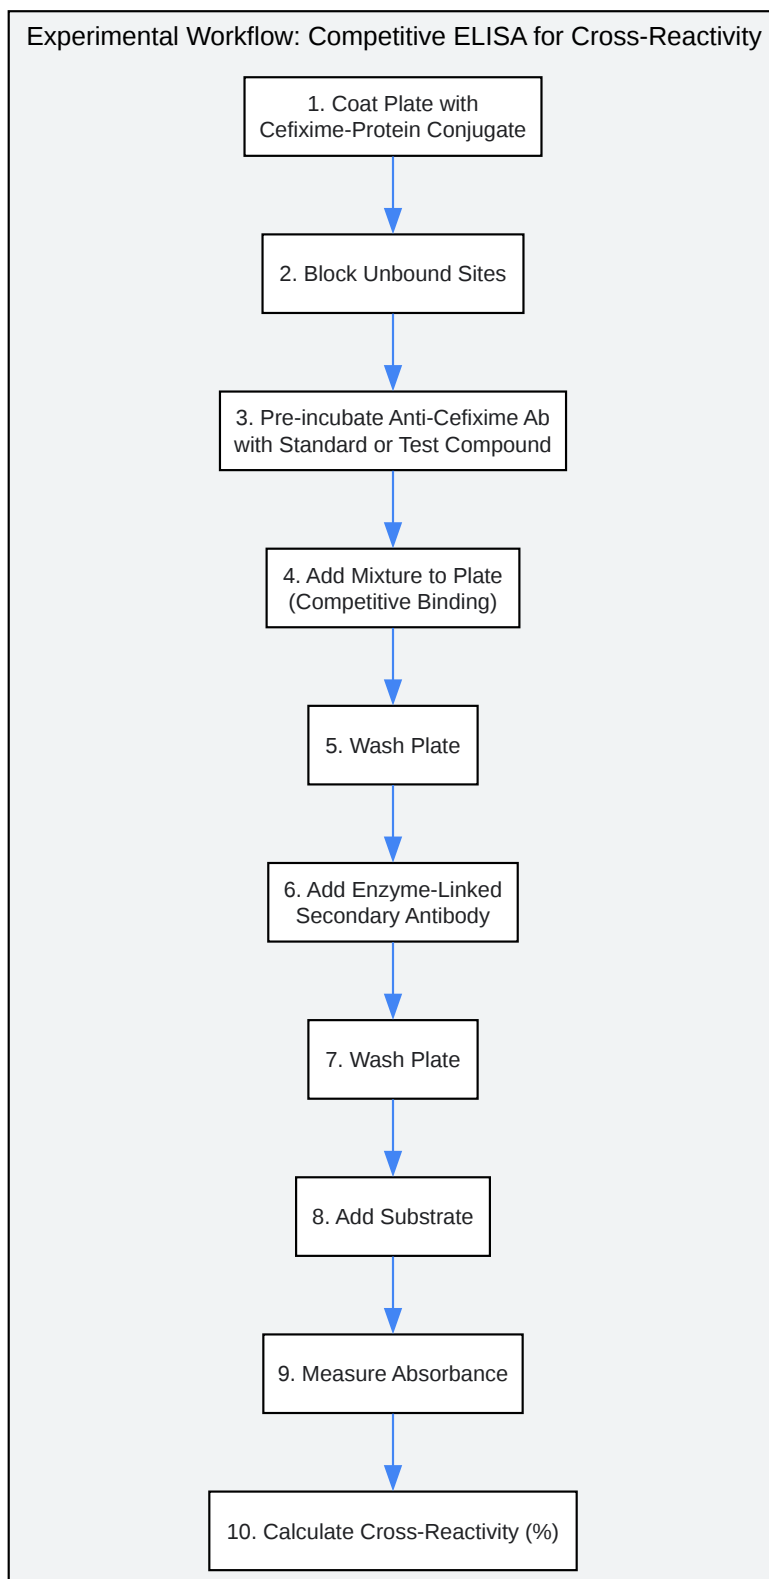 Experimental Workflow: Competitive ELISA for Cross-Reactivity
1. Coat Plate with
Cefixime-Protein Conjugate
2. Block Unbound Sites
3. Pre-incubate Anti-Cefixime Ab
with Standard or Test Compound
4. Add Mixture to Plate
(Competitive Binding)
5. Wash Plate
6. Add Enzyme-Linked
Secondary Antibody
7. Wash Plate
8. Add Substrate
9. Measure Absorbance
10. Calculate Cross-Reactivity (%)